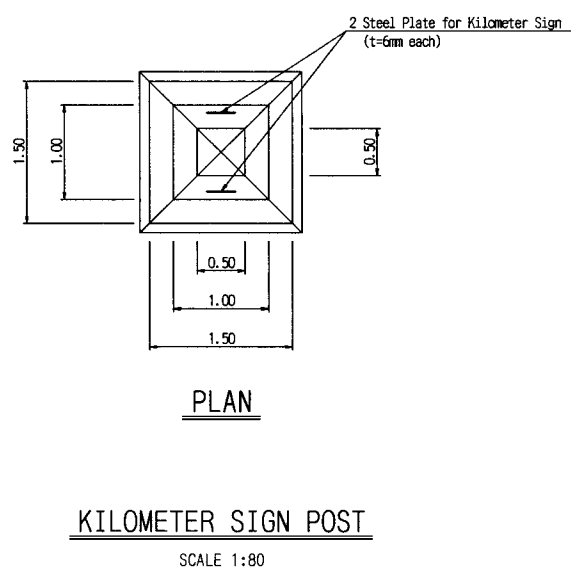 2 Steel Plate for Kilometer Sign
(t=6mm each)
1.50
1.00
0.50
0.50
1.00
1.50
PLAN
KILOMETER SIGN POST
SCALE 1:80